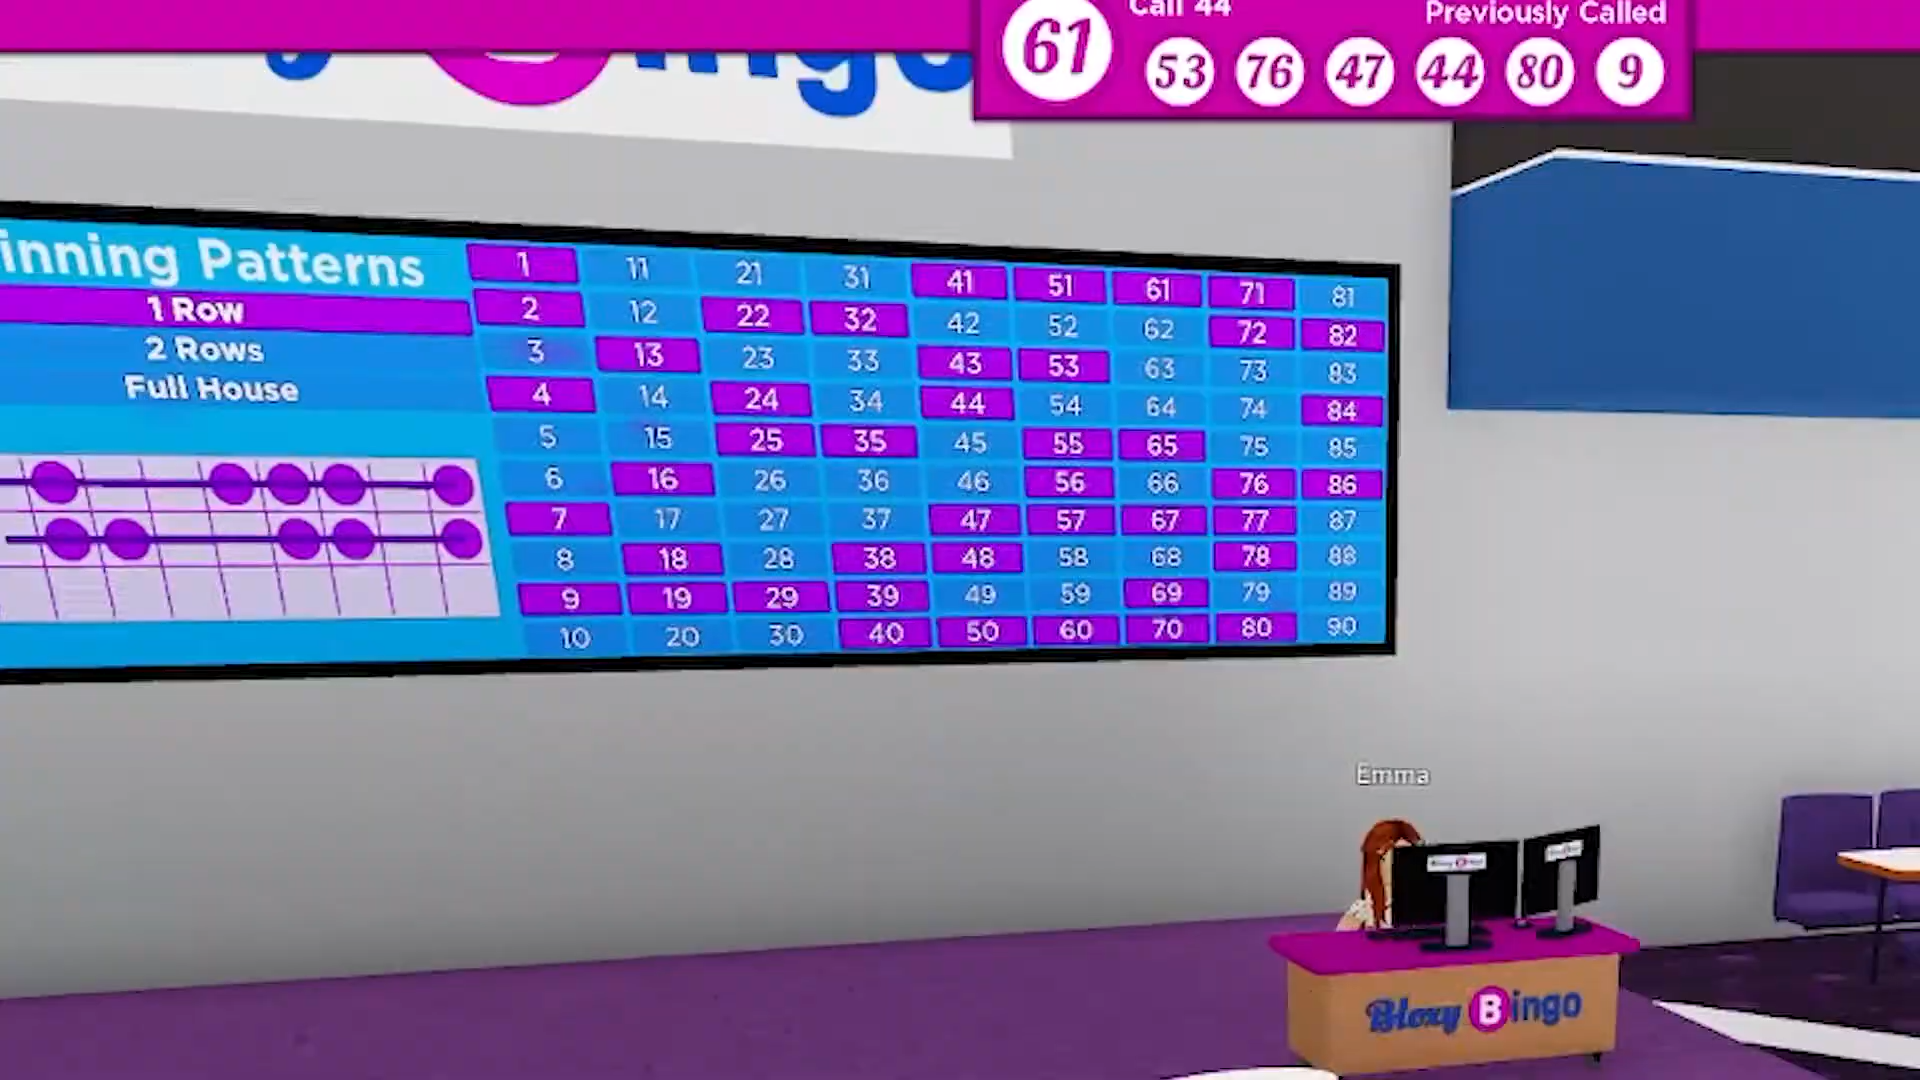 Call 44
Previously Called
61
53 76 47 44 80 9
ingo
inning Patterns
1 Row
2 Rows
Full House
1 11 21 31 41 51 61 71 81
2 12 22 32 42 52 62 72 82
3 13 23 33 43 53 63 73 83
4 14 24 34 44 54 64 74 84
5 15 25 35 45 55 65 75 85
6 16 26 36 46 56 66 76 86
7 17 27 37 47 57 67 77 87
8 18 28 38 48 58 68 78 88
9 19 29 39 49 59 69 79 89
10 20 30 40 50 60 70 80 90
Emma
Bloxy Bingo